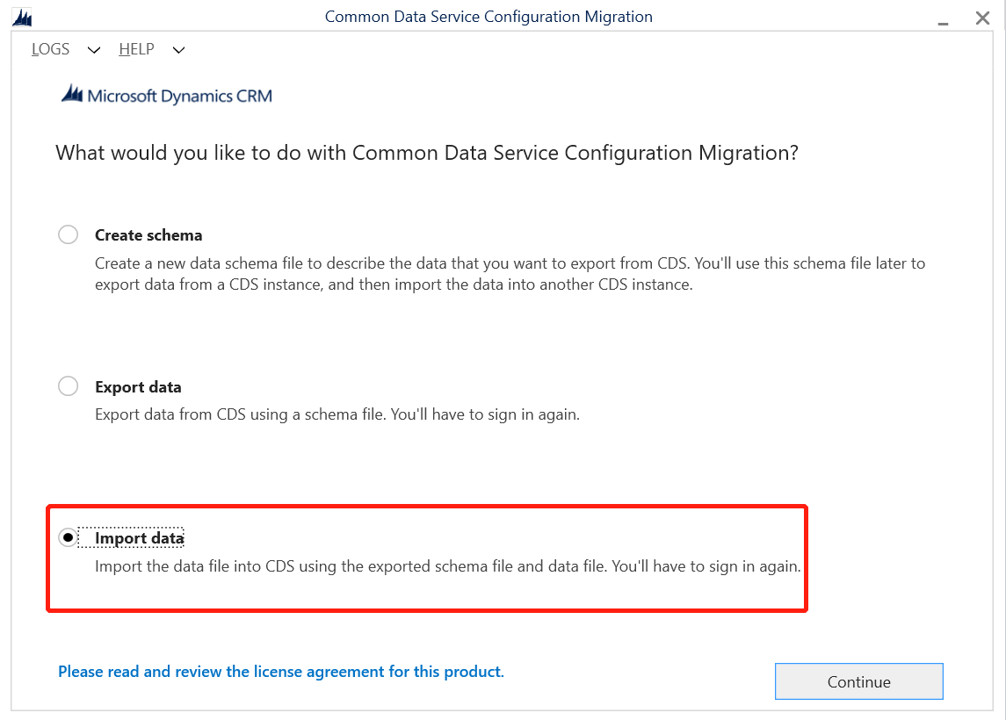 Common Data Service Configuration Migration
LOGS HELP
Microsoft Dynamics CRM
What would you like to do with Common Data Service Configuration Migration?
Create schema
Create a new data schema file to describe the data that you want to export from CDS. You'll use this schema file later to
export data from a CDS instance, and then import the data into another CDS instance.
Export data
Export data from CDS using a schema file. You'll have to sign in again.
Import data
Import the data file into CDS using the exported schema file and data file. You'll have to sign in again.
Please read and review the license agreement for this product.
Continue